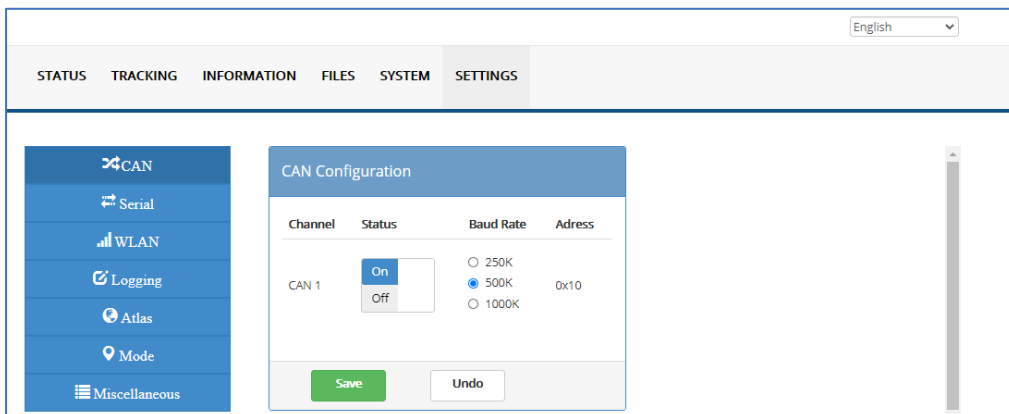 English
STATUS TRACKING INFORMATION FILES SYSTEM SETTINGS
CAN
Serial
WLAN
Logging
Atlas
Mode
Miscellaneous
CAN Configuration
Channel Status Baud Rate Adress
CAN 1
On
Off
250K
500K
1000K
0x10
Save Undo